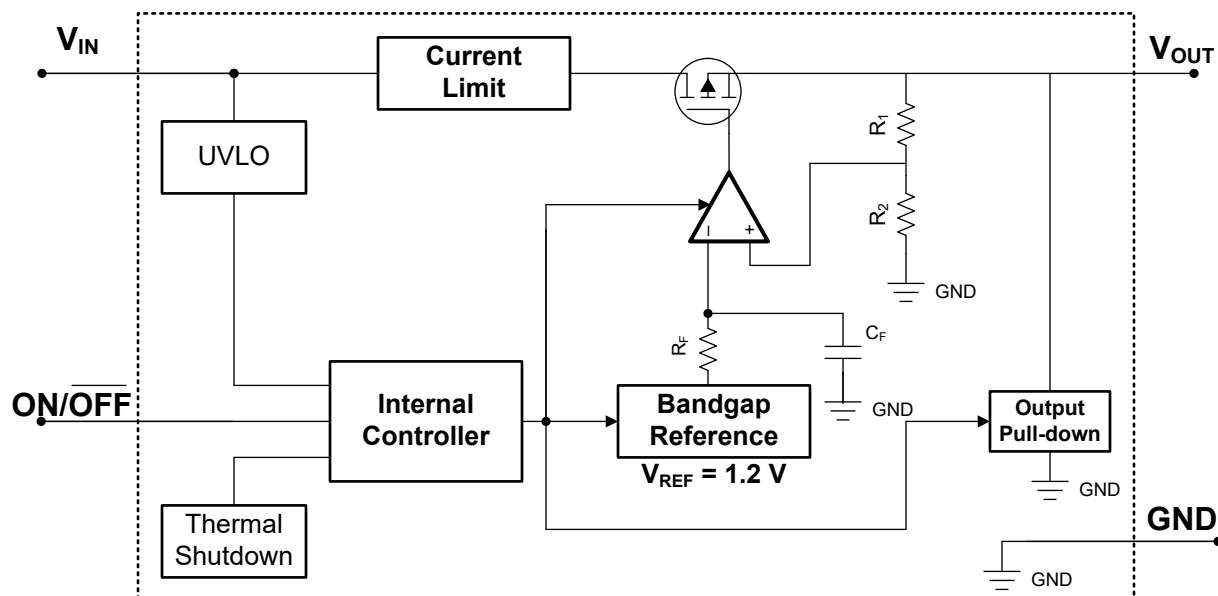 VIN
Current
Limit
VOUT
UVLO
R1
R2
– +
GND
RF
CF
GND
ON/OFF
Internal
Controller
Bandgap
Reference
VREF = 1.2 V
Output
Pull-down
GND
Thermal
Shutdown
GND
GND